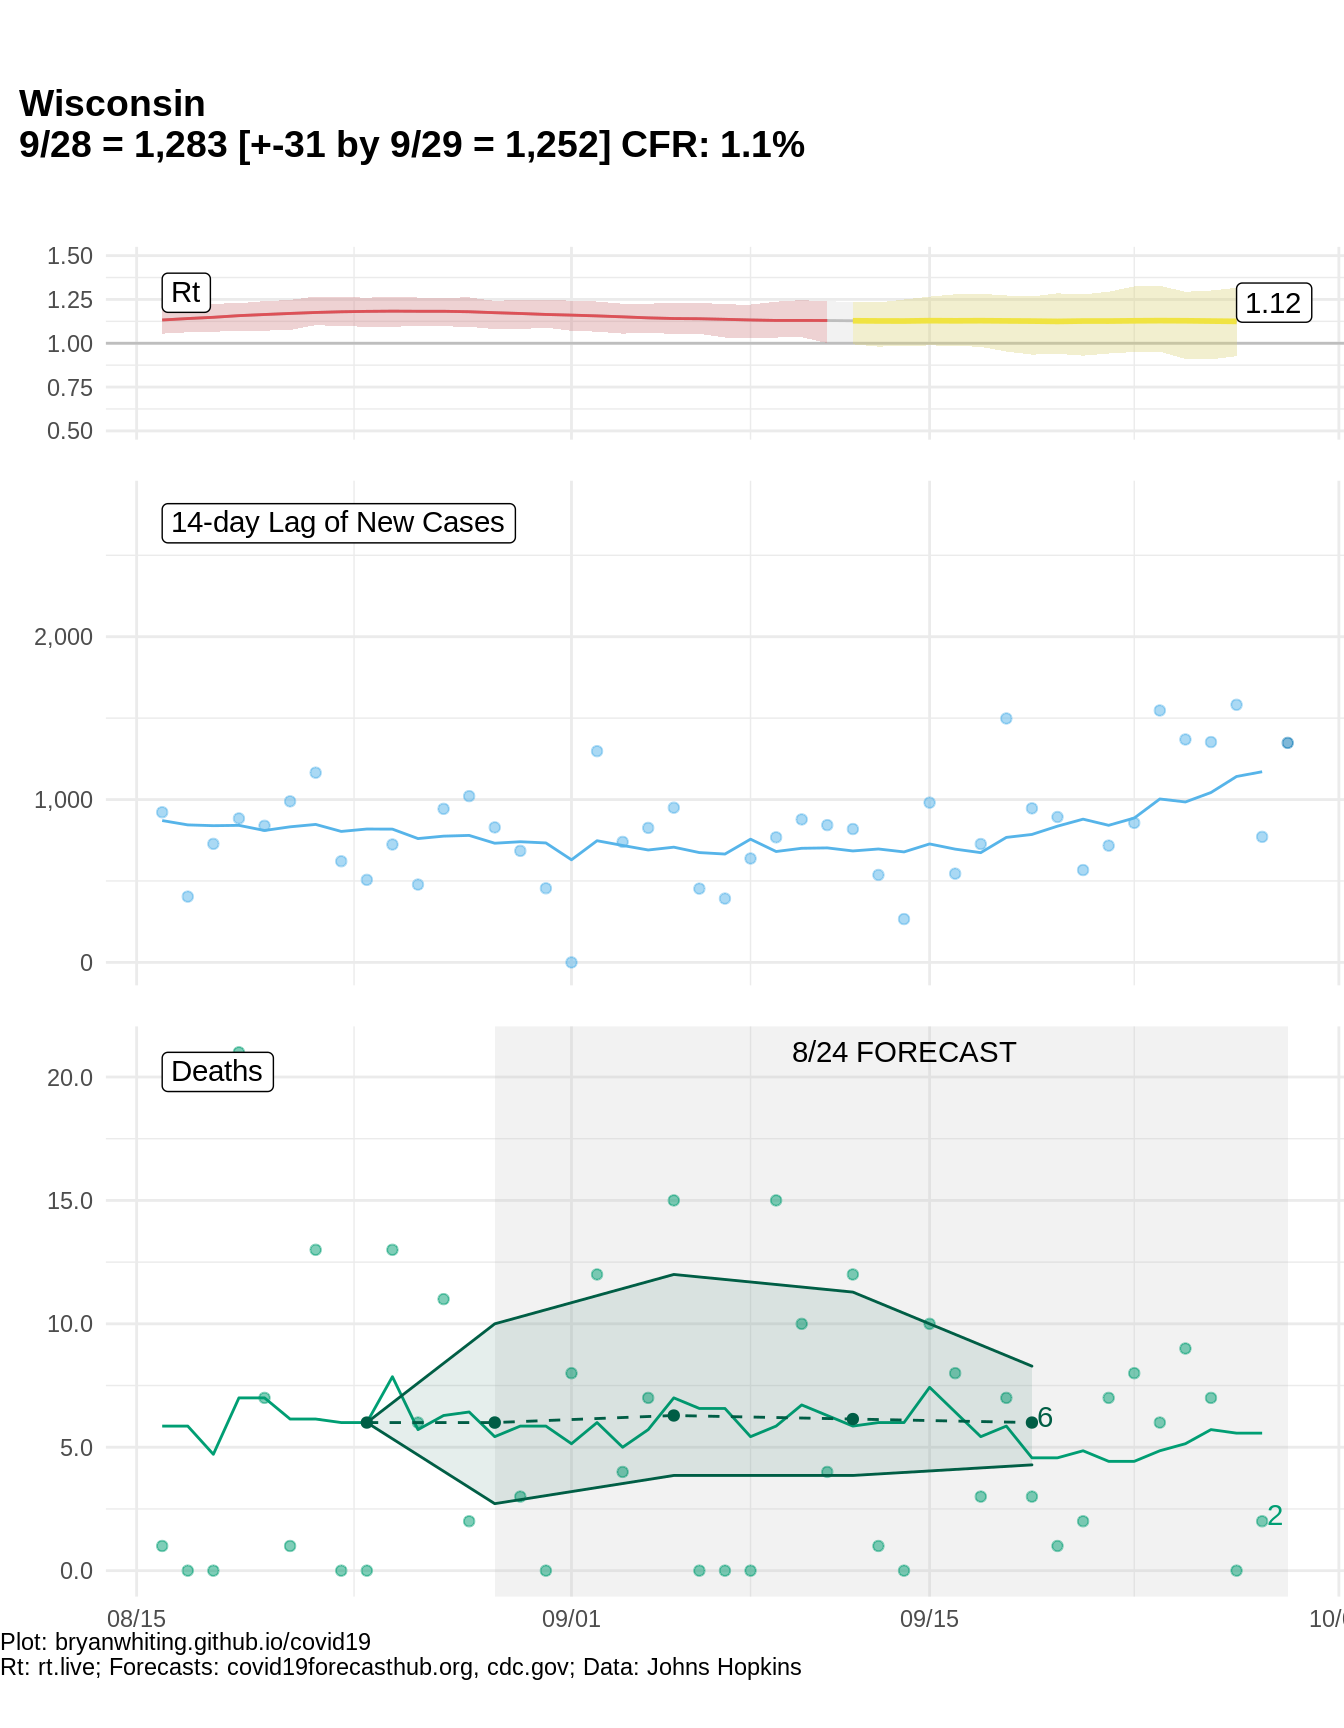 Wisconsin
9/28 = 1,283 [+-31 by 9/29 = 1,252] CFR: 1.1%
1.50
1.25
1.00
0.75
0.50
Rt
1.12
14-day Lag of New Cases
2,000
1,000
0
Deaths
8/24 FORECAST
20.0
15.0
10.0
5.0
0.0
6
2
08/15
09/01
09/15
10/
Plot: bryanwhiting.github.io/covid19
Rt: rt.live; Forecasts: covid19forecasthub.org, cdc.gov; Data: Johns Hopkins